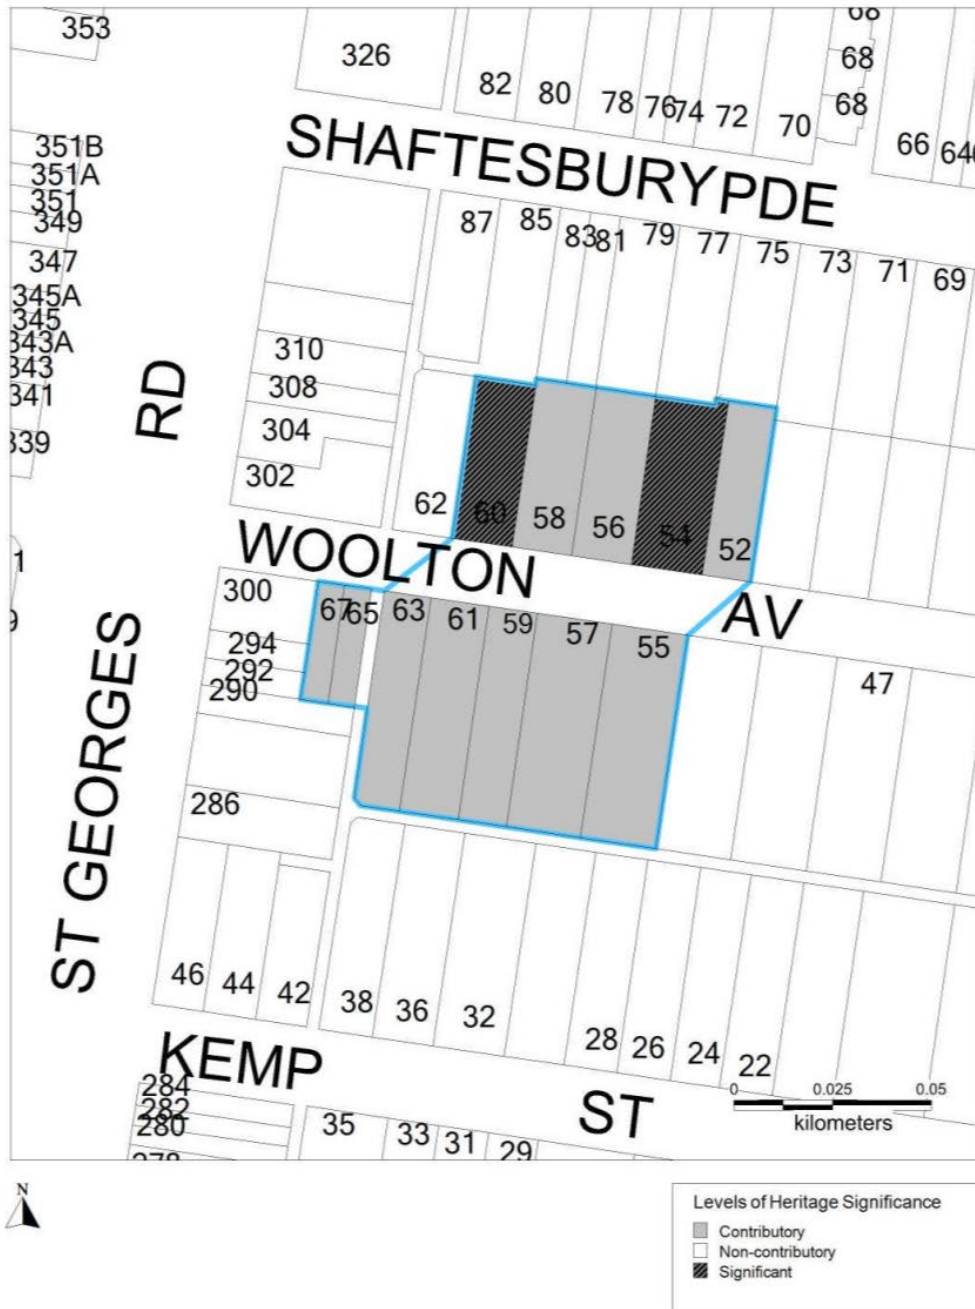 353
326
82 80 78 76 74 72 70
68
68
68
66 64
SHAFTESBURY PDE
351B
351A
351
349
347
345A
345
343A
343
341
339
87 85 83 81 79 77 75 73 71 69
310
308
304
302
RD
62 60 58 56 54 52
WOOLTON AV
300
294
292
290
286
67 65 63 61 59 57 55 47
ST GEORGES
46 44 42 38 36 32 28 26 24 22
KEMP ST
284
282
280
278
35 33 31 29
0 0.025 0.05
kilometers
N
Levels of Heritage Significance
Contributory
Non-contributory
Significant